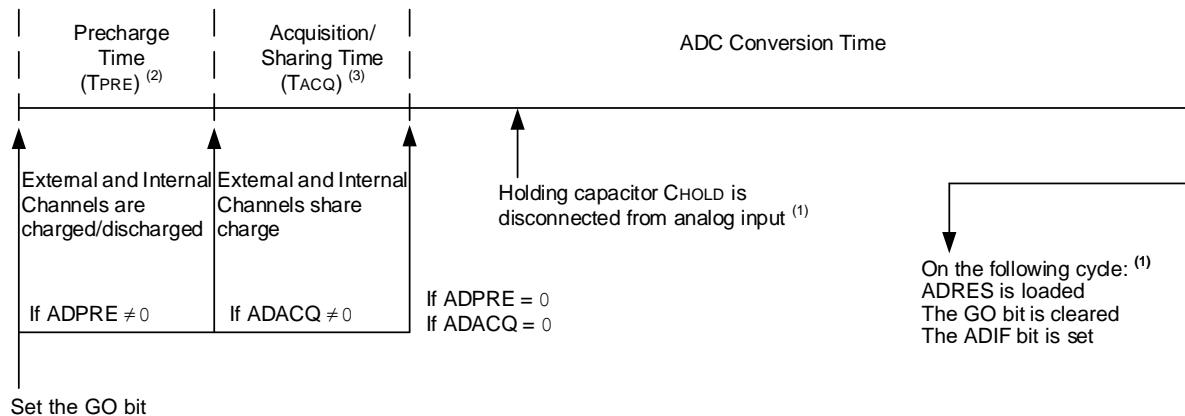 Precharge
Time
(TPRE) (2)
Acquisition/
Sharing Time
(TACQ) (3)
ADC Conversion Time
External and Internal
Channels are
charged/discharged
External and Internal
Channels share
charge
Holding capacitor CHOLD is
disconnected from analog input (1)
If ADPRE ≠ 0
If ADACQ ≠ 0
If ADPRE = 0
If ADACQ = 0
On the following cycle: (1)
ADRES is loaded
The GO bit is cleared
The ADIF bit is set
Set the GO bit